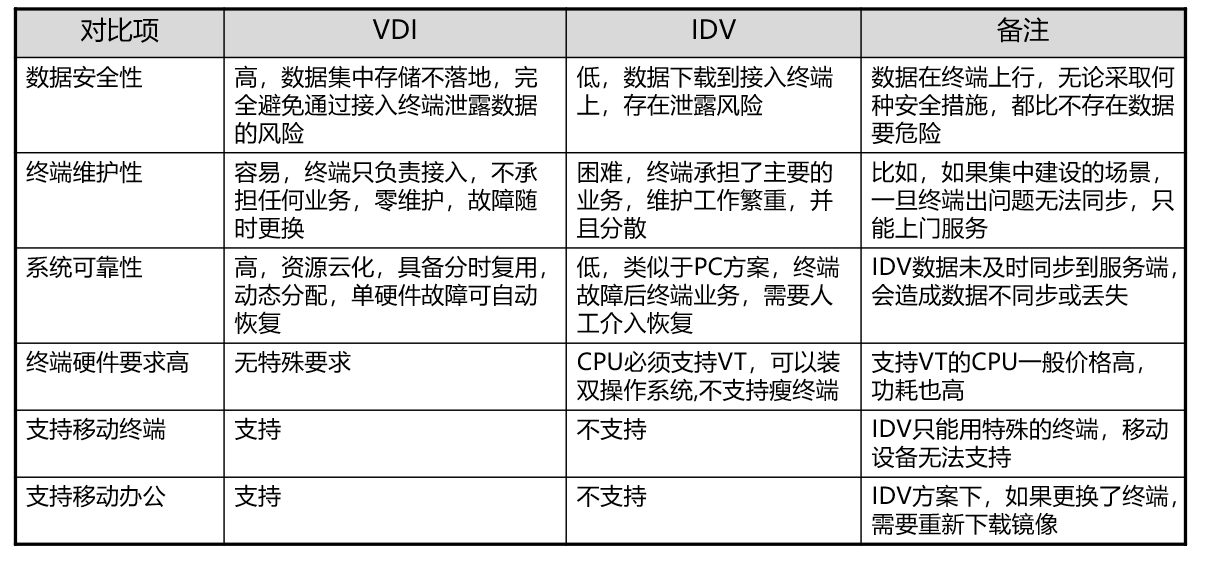 对比项
VDI
IDV
备注
数据安全性
高，数据集中存储不落地，完
全避免通过接入终端泄露数据
的风险
低，数据下载到接入终端
上，存在泄露风险
数据在终端上行，无论采取何
种安全措施，都比不存在数据
要危险
终端维护性
容易，终端只负责接入，不承
担任何业务，零维护，故障随
时更换
困难，终端承担了主要的
业务，维护工作繁重，并
且分散
比如，如果集中建设的场景，
一旦终端出问题无法同步，只
能上门服务
系统可靠性
高，资源云化，具备分时复用，
动态分配，单硬件故障可自动
恢复
低，类似于PC方案，终端
故障后终端业务，需要人
工介入恢复
IDV数据未及时同步到服务端，
会造成数据不同步或丢失
终端硬件要求高
无特殊要求
CPU必须支持VT，可以装
双操作系统,不支持瘦终端
支持VT的CPU一般价格高，
功耗也高
支持移动终端
支持
不支持
IDV只能用特殊的终端，移动
设备无法支持
支持移动办公
支持
不支持
IDV方案下，如果更换了终端，
需要重新下载镜像